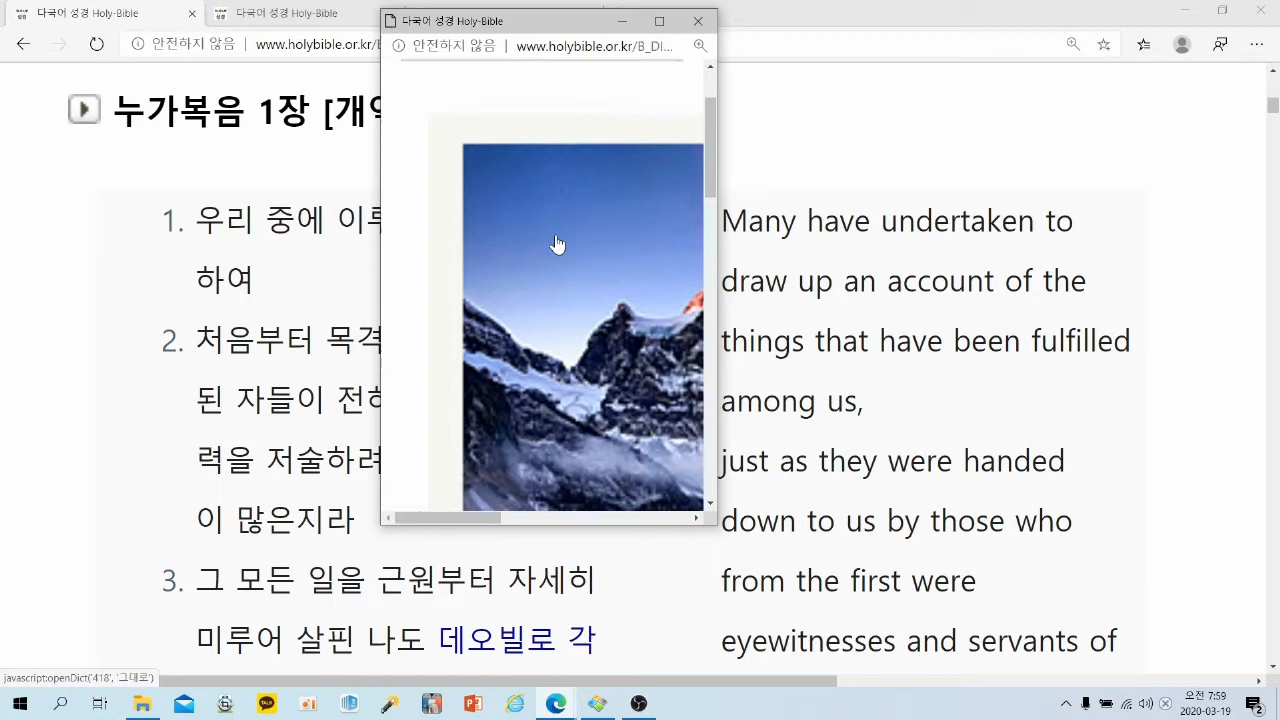 다국어 성경 Holy-Bible
다국어 성경 Holy-Bible
다국어 성경 Holy-Bible
안전하지 않음 | www.holybible.or.kr/B
안전하지 않음 | www.holybible.or.kr/B_DI...
누가복음 1장 [개역
1. 우리 중에 이루
하여
2. 처음부터 목격
된 자들이 전하
력을 저술하려
이 많은지라
3. 그 모든 일을 근원부터 자세히
미루어 살핀 나도 데오빌로 각
Many have undertaken to
draw up an account of the
things that have been fulfilled
among us,
just as they were handed
down to us by those who
from the first were
eyewitnesses and servants of
javascript:openDict('418', '그대로')
TALK
오전 7:59
2020-03-19
2